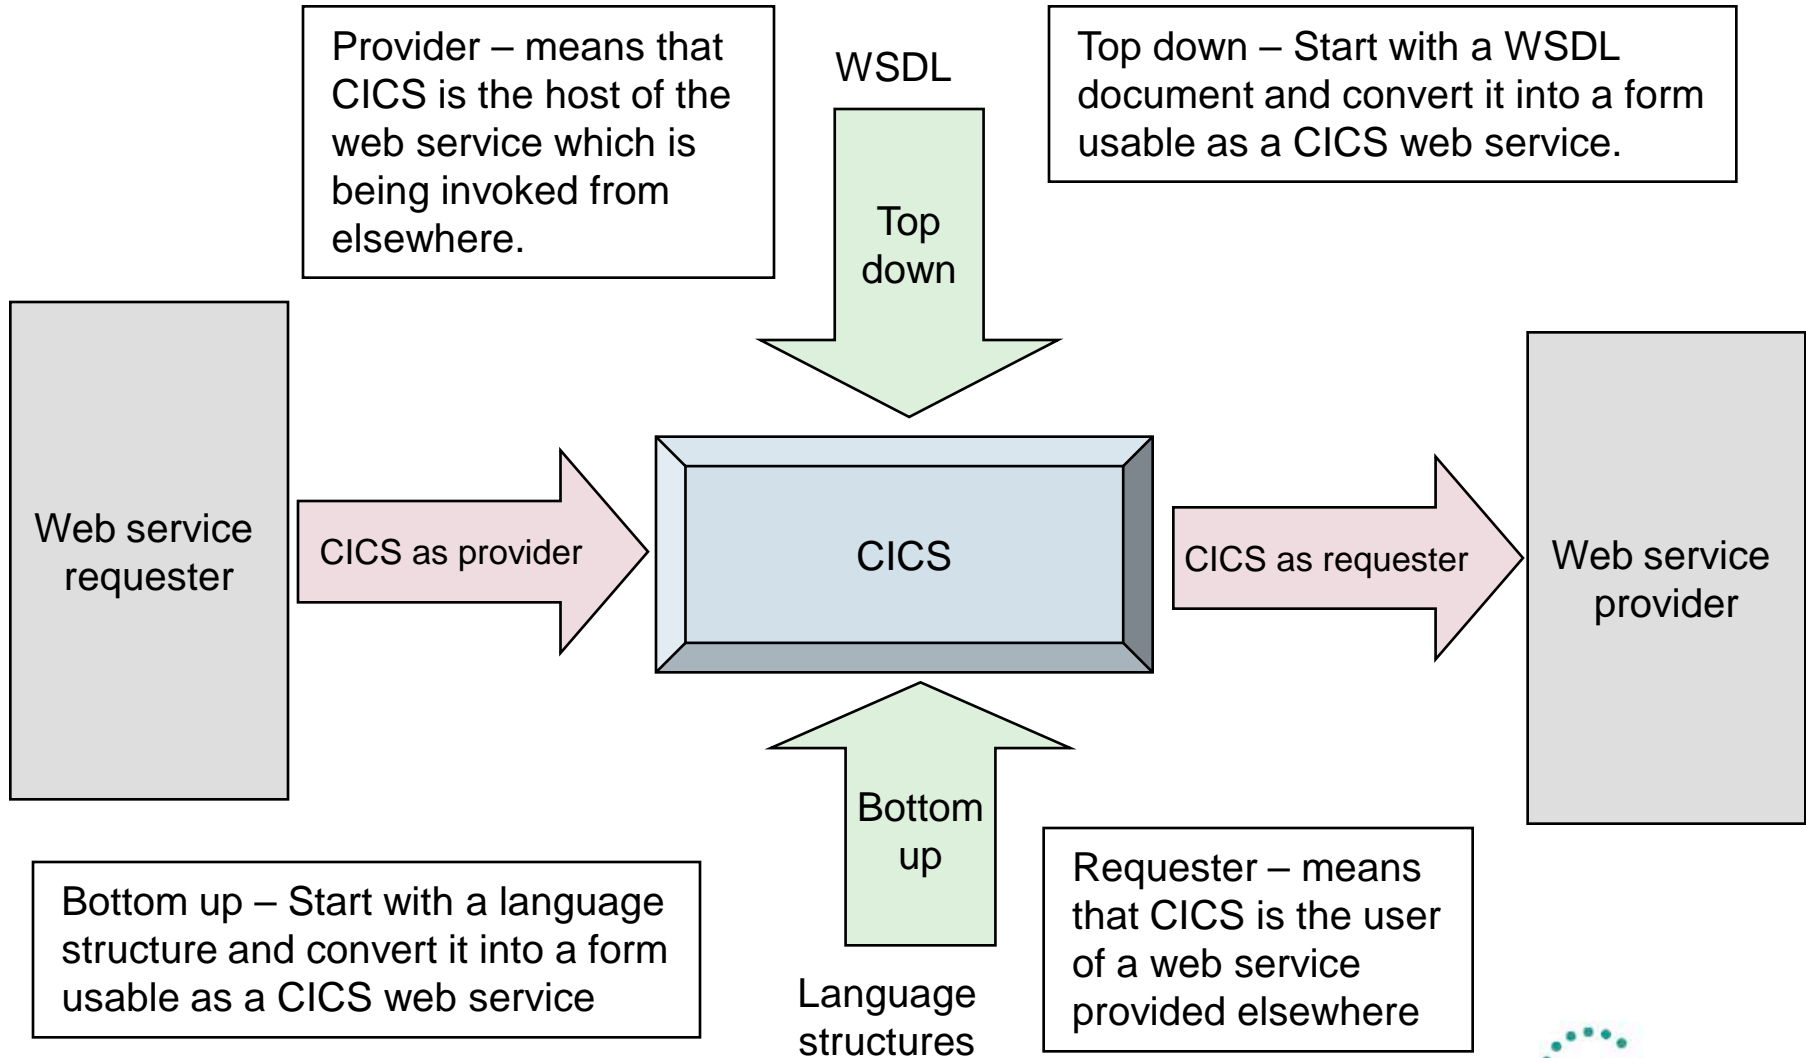 Provider – means that
CICS is the host of the
web service which is
being invoked from
elsewhere.
WSDL
Top down – Start with a WSDL
document and convert it into a form
usable as a CICS web service.
Top
down
Web service
requester
CICS as provider
CICS
CICS as requester
Web service
provider
Bottom
up
Bottom up – Start with a language
structure and convert it into a form
usable as a CICS web service
Language
structures
Requester – means
that CICS is the user
of a web service
provided elsewhere